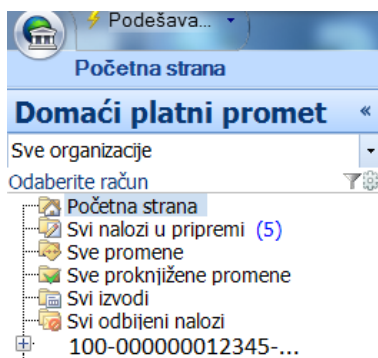 Podešava...
Početna strana
Domaći platni promet «
Sve organizacije
Odaberite račun
Početna strana
Svi nalozi u pripremi (5)
Sve promene
Sve proknjižene promene
Svi izvodi
Svi odbijeni nalozi
100-000000012345-...